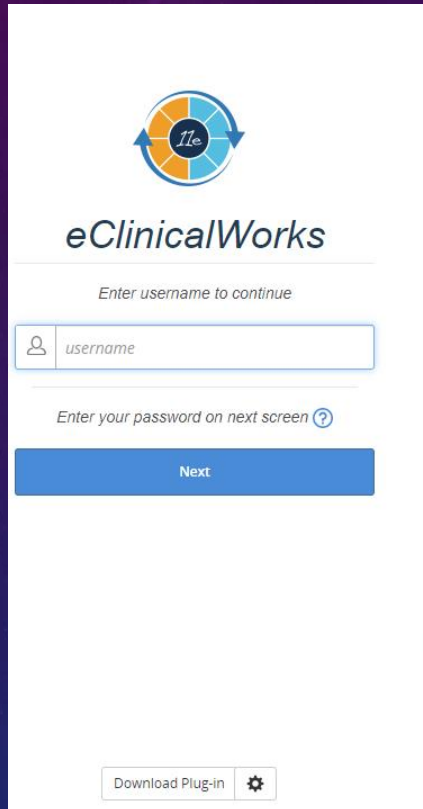 11e
eClinicalWorks
Enter username to continue
username
Enter your password on next screen ?
Next
Download Plug-in